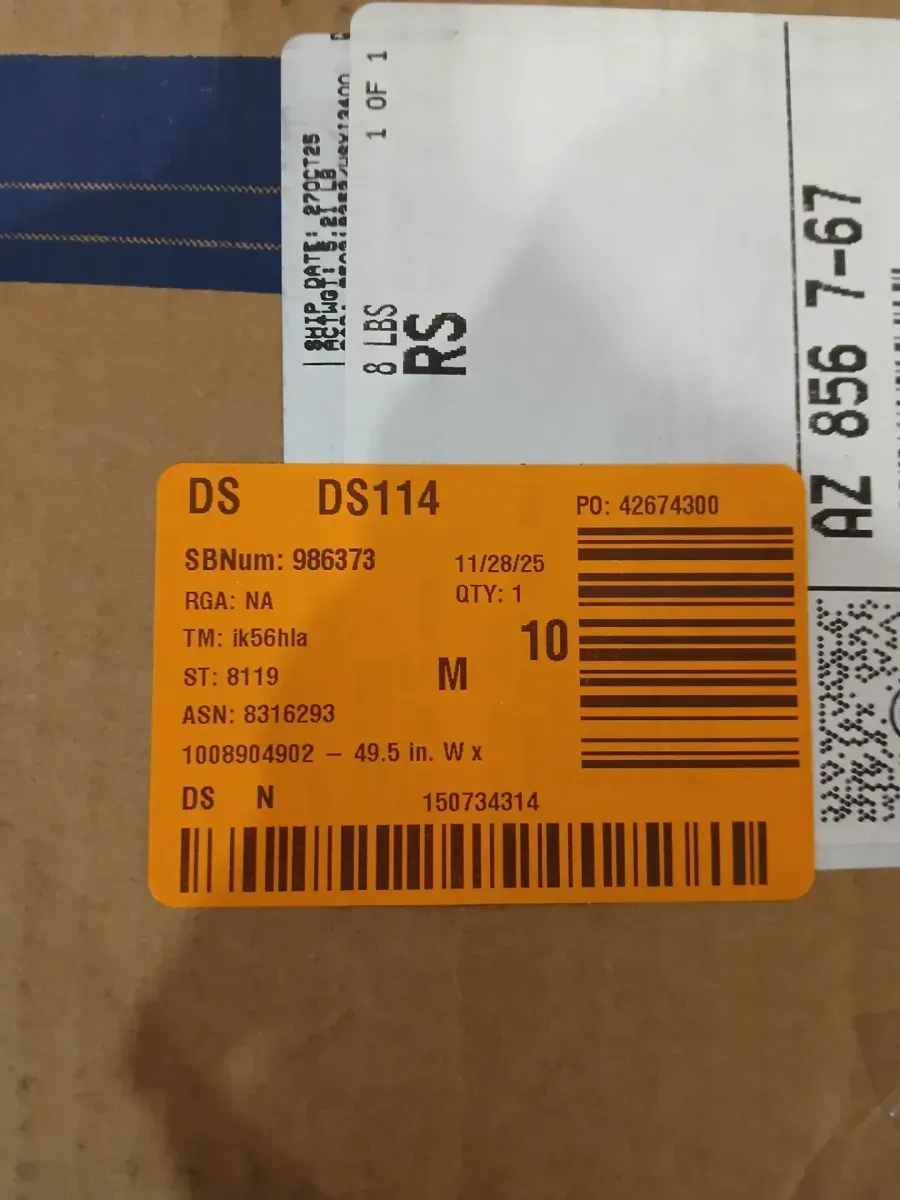 SHIP DATE: 27OCT25
ACTWGT: 5.21 LB
1 OF 1
8 LBS
RS
AZ 856 7-67
DS DS114 PO: 42674300
SBNum: 986373 11/28/25
RGA: NA QTY: 1
TM: ik56hla 10
ST: 8119 M
ASN: 8316293
1008904902 – 49.5 in. W x
DS N 150734314